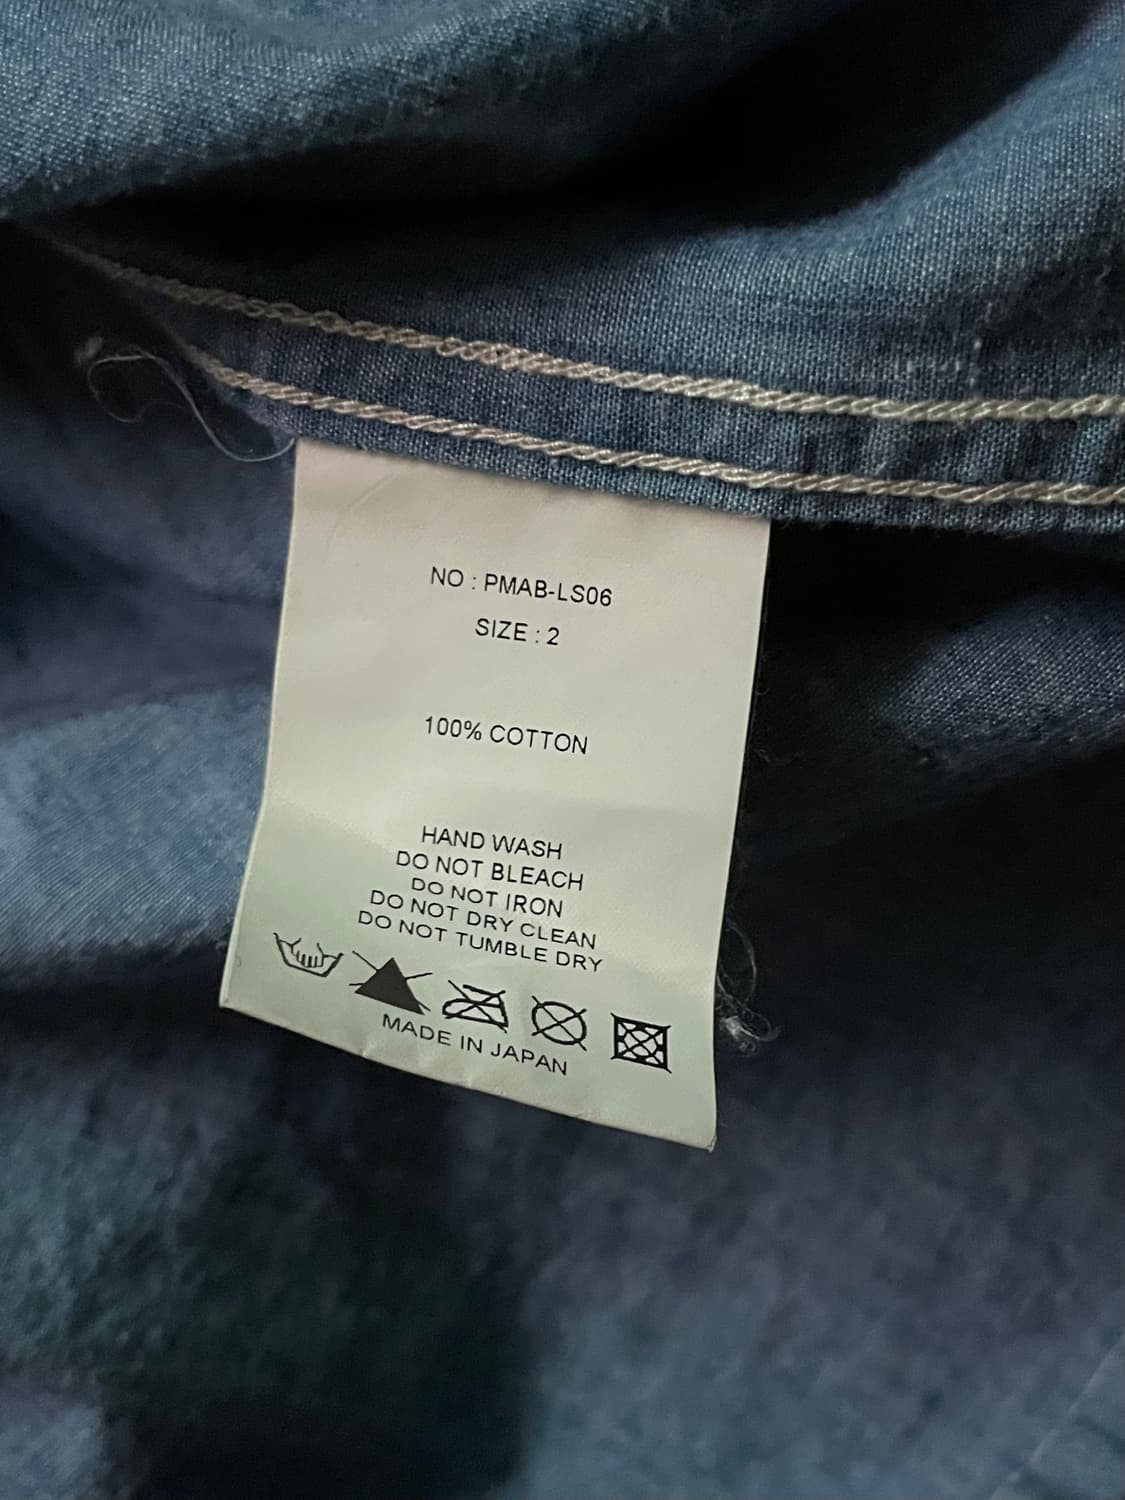 NO : PMAB-LS06
SIZE : 2
100% COTTON
HAND WASH
DO NOT BLEACH
DO NOT IRON
DO NOT DRY CLEAN
DO NOT TUMBLE DRY
MADE IN JAPAN